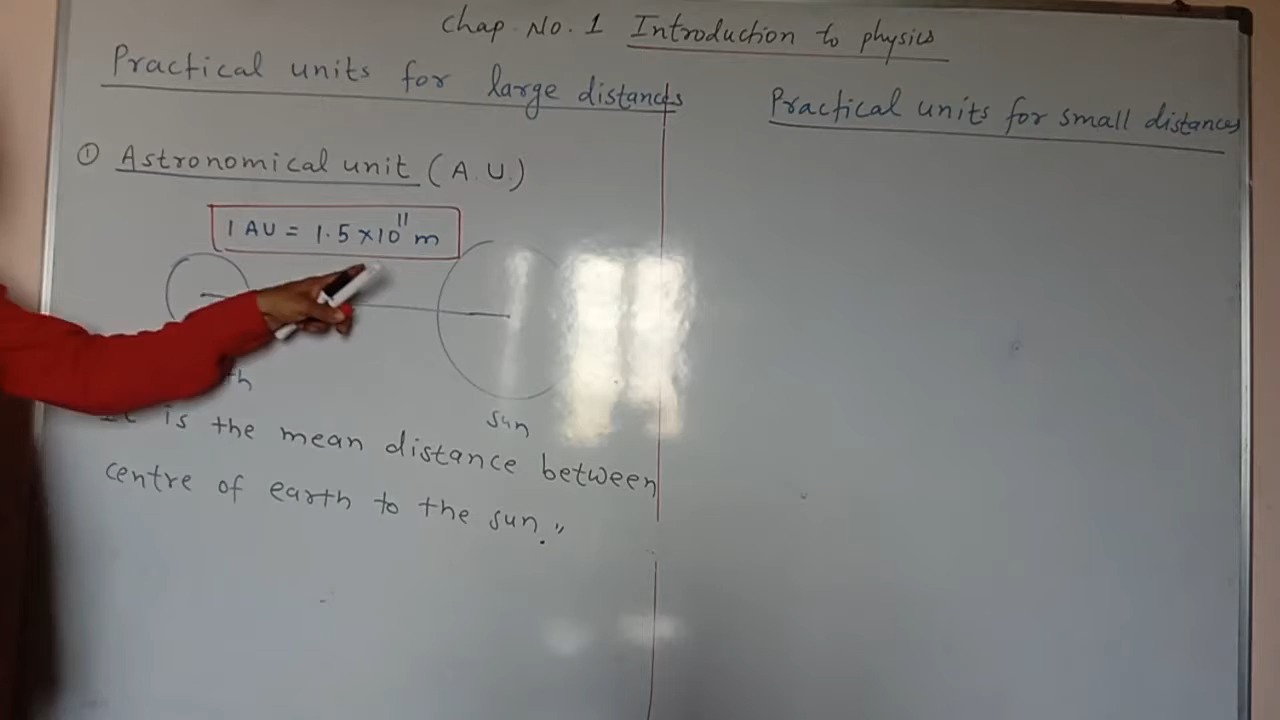 Chap. No. 1 Introduction to physics
Practical units for large distances
① Astronomical unit (A.U.)
1 AU = 1.5 × 10¹¹ m
sun
is the mean distance between
centre of earth to the sun."
Practical units for small distances